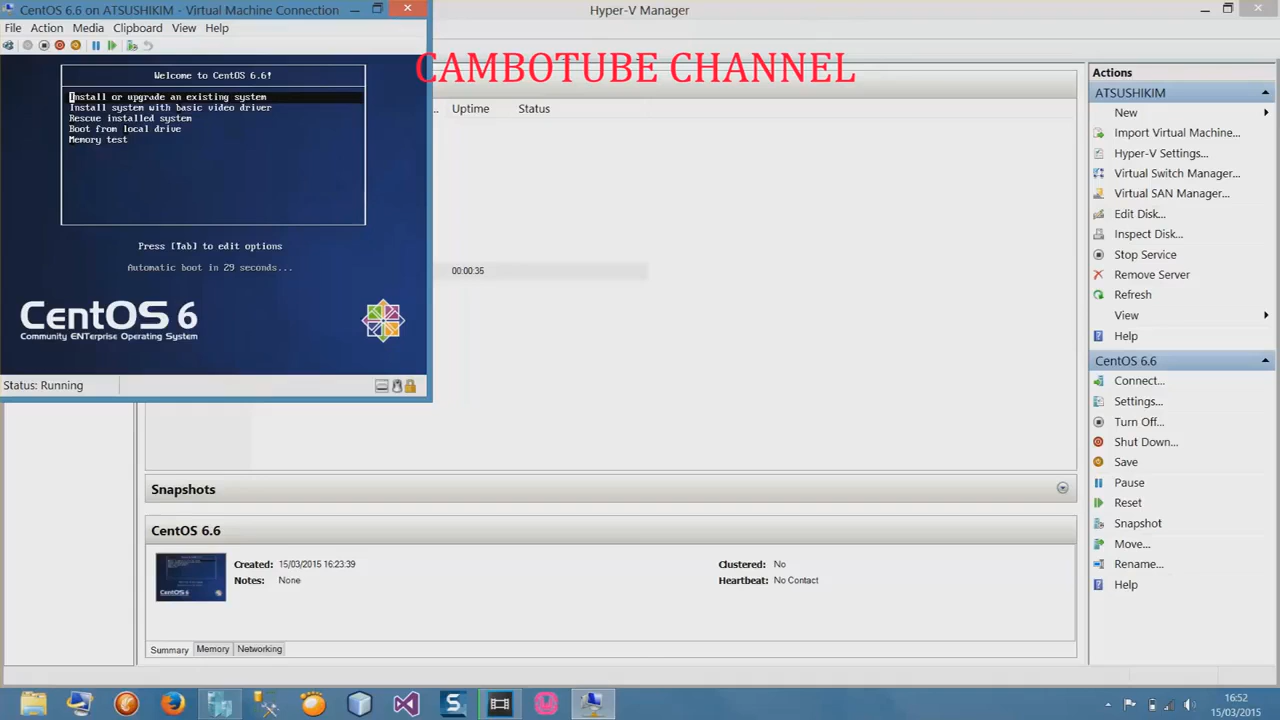 CentOS 6.6 on ATSUSHIKIM - Virtual Machine Connection
File Action Media Clipboard View Help
Welcome to CentOS 6.6!
Install or upgrade an existing system
Install system with basic video driver
Rescue installed system
Boot from local drive
Memory test
Press [Tab] to edit options
Automatic boot in 29 seconds...
CentOS 6
Community ENTerprise Operating System
Status: Running
Hyper-V Manager
CAMBOTUBE CHANNEL
... Uptime Status
00:00:35
Snapshots
CentOS 6.6
Created: 15/03/2015 16:23:39
Notes: None
Clustered: No
Heartbeat: No Contact
Summary Memory Networking
Actions
ATSUSHIKIM
New
Import Virtual Machine...
Hyper-V Settings...
Virtual Switch Manager...
Virtual SAN Manager...
Edit Disk...
Inspect Disk...
Stop Service
Remove Server
Refresh
View
Help
CentOS 6.6
Connect...
Settings...
Turn Off...
Shut Down...
Save
Pause
Reset
Snapshot
Move...
Rename...
Help
16:52
15/03/2015